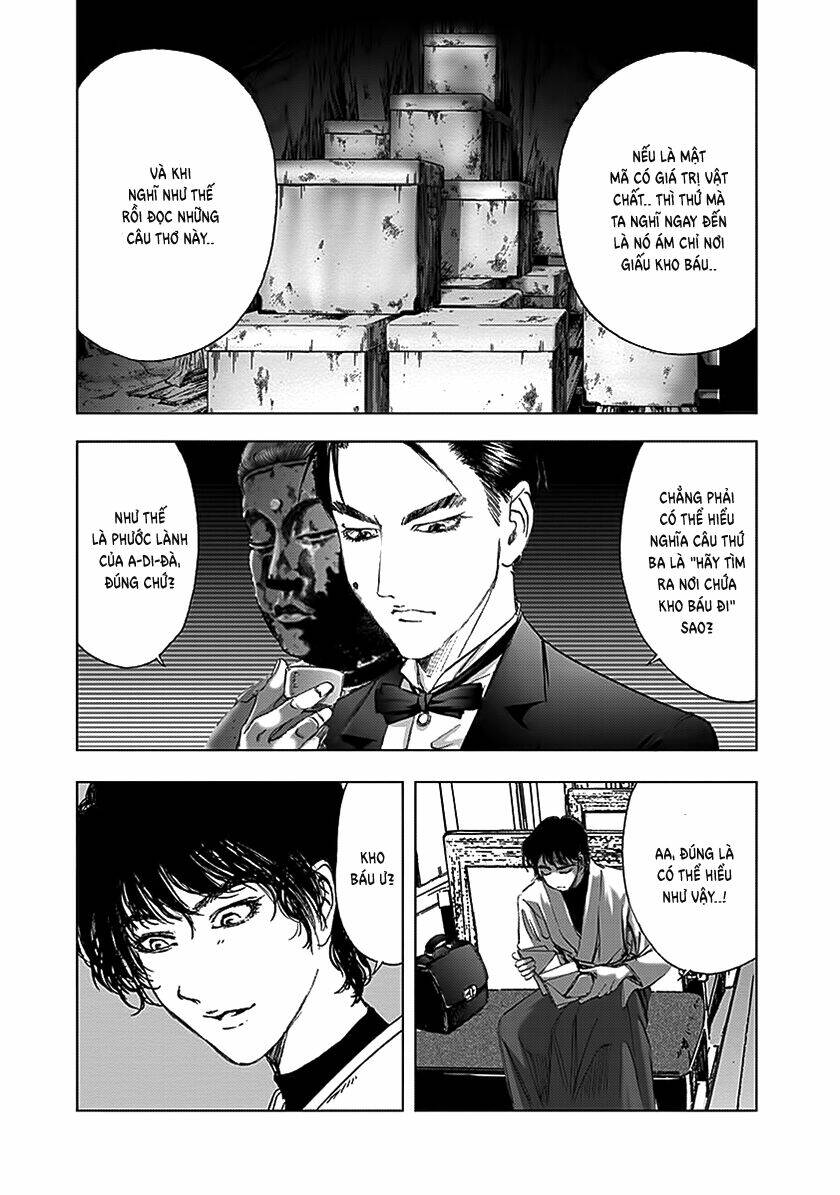 NẾU LÀ MẬT
MÃ CÓ GIÁ TRỊ VẬT
CHẤT.. THÌ THỨ MÀ
TA NGHĨ NGAY ĐẾN
LÀ NÓ ÁM CHỈ NƠI
GIẤU KHO BÁU..
VÀ KHI
NGHĨ NHƯ THẾ
RỒI ĐỌC NHỮNG
CÂU THƠ NÀY..
CHẲNG PHẢI
CÓ THỂ HIỂU
NGHĨA CÂU THỨ
BA LÀ "HÃY TÌM
RA NƠI CHỨA
KHO BÁU ĐI"
SAO?
NHƯ THẾ
LÀ PHƯỚC LÀNH
CỦA A-DI-ĐÀ,
ĐÚNG CHỨ?
AA, ĐÚNG LÀ
CÓ THỂ HIỂU
NHƯ VẬY..!
KHO
BÁU Ư?